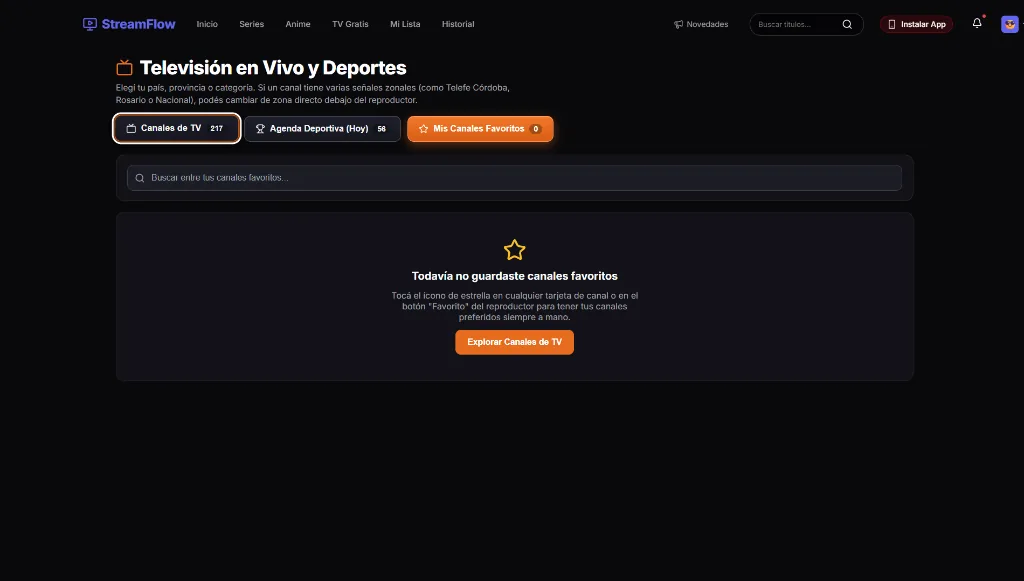 StreamFlow
Inicio
Series
Anime
TV Gratis
Mi Lista
Historial
Novedades
Buscar títulos...
Instalar App
Televisión en Vivo y Deportes
Elegí tu país, provincia o categoría. Si un canal tiene varias señales zonales (como Telefe Córdoba,
Rosario o Nacional), podés cambiar de zona directo debajo del reproductor.
Canales de TV 217
Agenda Deportiva (Hoy) 56
Mis Canales Favoritos 0
Buscar entre tus canales favoritos...
Todavía no guardaste canales favoritos
Tocá el ícono de estrella en cualquier tarjeta de canal o en el
botón "Favorito" del reproductor para tener tus canales
preferidos siempre a mano.
Explorar Canales de TV